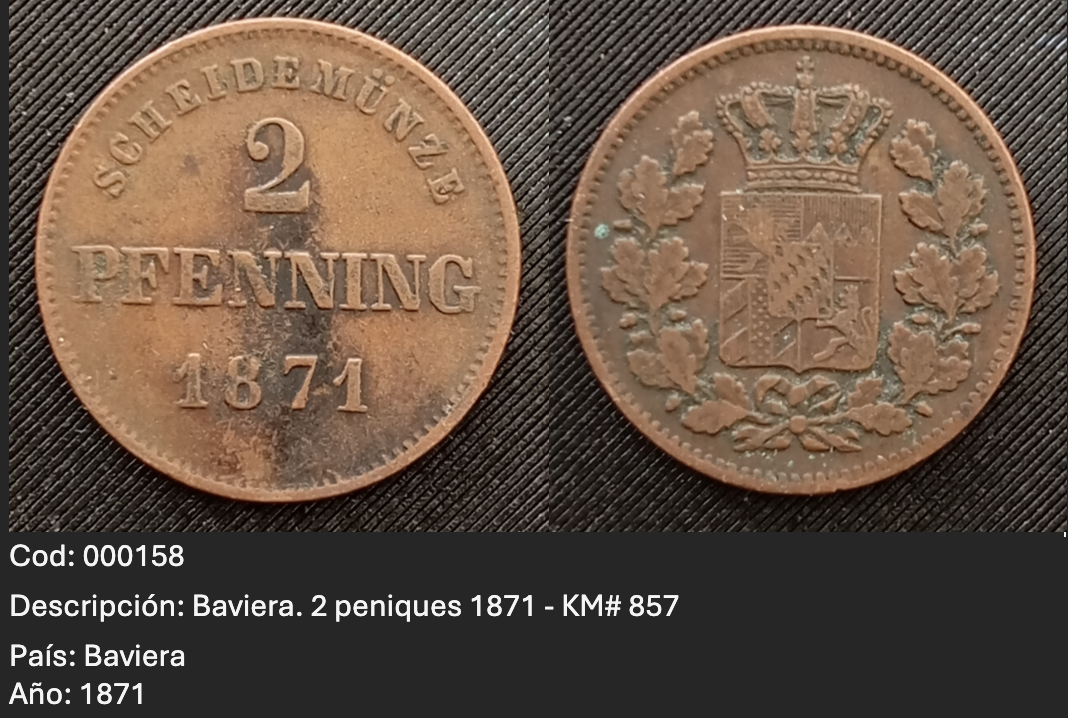 SCHEIDEMÜNZE
2
PFENNING
1871
Cod: 000158
Descripción: Baviera. 2 peniques 1871 - KM# 857
País: Baviera
Año: 1871